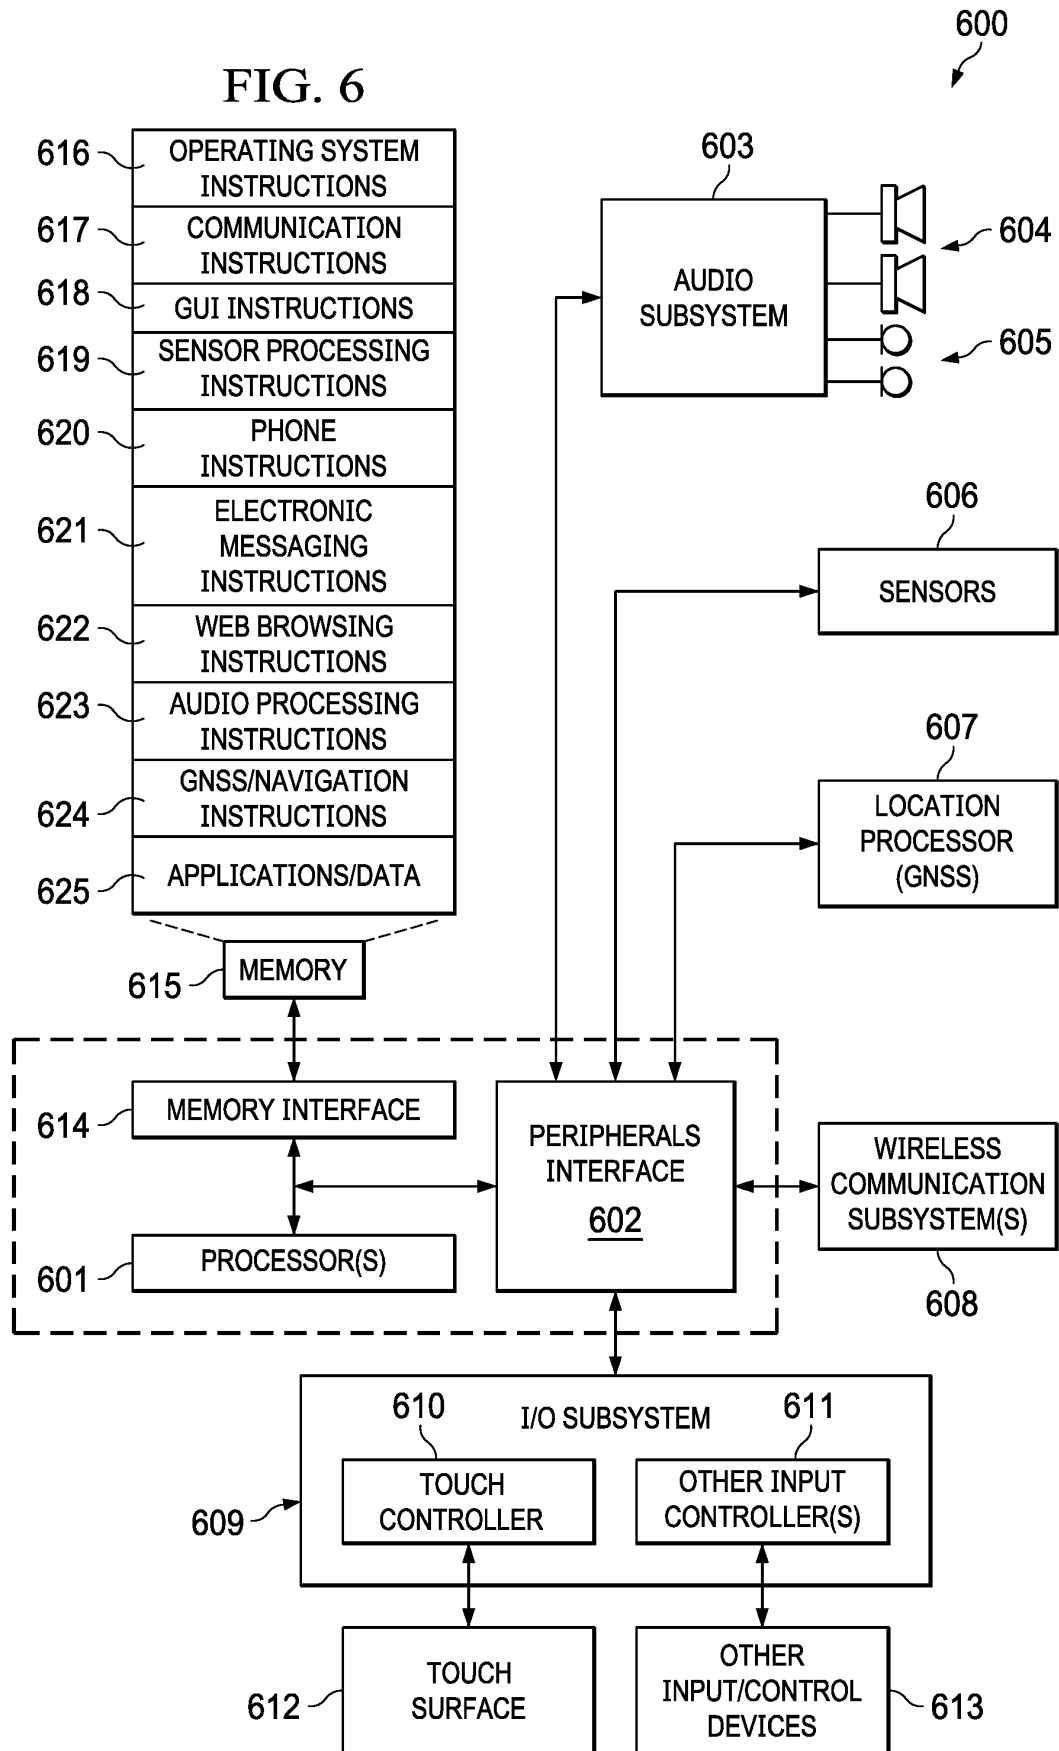 600
FIG. 6
616
OPERATING SYSTEM
INSTRUCTIONS
617
COMMUNICATION
INSTRUCTIONS
618
GUI INSTRUCTIONS
619
SENSOR PROCESSING
INSTRUCTIONS
620
PHONE
INSTRUCTIONS
621
ELECTRONIC
MESSAGING
INSTRUCTIONS
622
WEB BROWSING
INSTRUCTIONS
623
AUDIO PROCESSING
INSTRUCTIONS
624
GNSS/NAVIGATION
INSTRUCTIONS
625
APPLICATIONS/DATA
615
MEMORY
603
AUDIO
SUBSYSTEM
604
605
606
SENSORS
607
LOCATION
PROCESSOR
(GNSS)
614
MEMORY INTERFACE
601
PROCESSOR(S)
PERIPHERALS
INTERFACE
602
WIRELESS
COMMUNICATION
SUBSYSTEM(S)
608
609
I/O SUBSYSTEM
610
TOUCH
CONTROLLER
611
OTHER INPUT
CONTROLLER(S)
612
TOUCH
SURFACE
OTHER
INPUT/CONTROL
DEVICES
613